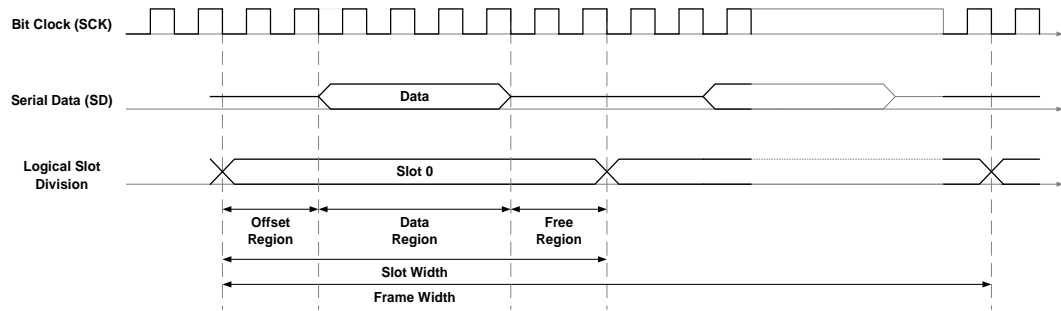 Bit Clock (SCK)
Serial Data (SD)
Data
Logical Slot
Division
Slot 0
Offset
Region
Data
Region
Free
Region
Slot Width
Frame Width